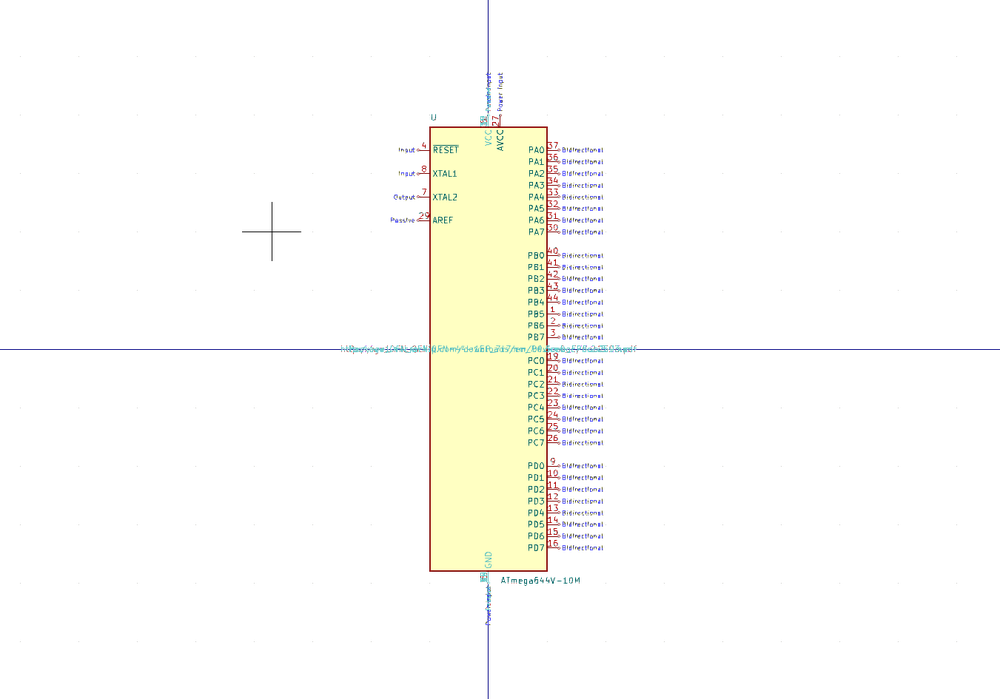 U
Power Input
27
VCC
AVCC
Input 4 RESET
Input 8 XTAL1
Output 7 XTAL2
Passive 29 AREF
PA0 37 Bidirectional
PA1 36 Bidirectional
PA2 35 Bidirectional
PA3 34 Bidirectional
PA4 33 Bidirectional
PA5 32 Bidirectional
PA6 31 Bidirectional
PA7 30 Bidirectional
PB0 40 Bidirectional
PB1 41 Bidirectional
PB2 42 Bidirectional
PB3 43 Bidirectional
PB4 44 Bidirectional
PB5 1 Bidirectional
PB6 2 Bidirectional
PB7 3 Bidirectional
PC0 19 Bidirectional
PC1 20 Bidirectional
PC2 21 Bidirectional
PC3 22 Bidirectional
PC4 23 Bidirectional
PC5 24 Bidirectional
PC6 25 Bidirectional
PC7 26 Bidirectional
PD0 9 Bidirectional
PD1 10 Bidirectional
PD2 11 Bidirectional
PD3 12 Bidirectional
PD4 13 Bidirectional
PD5 14 Bidirectional
PD6 15 Bidirectional
PD7 16 Bidirectional
GND
ATmega644V-10M